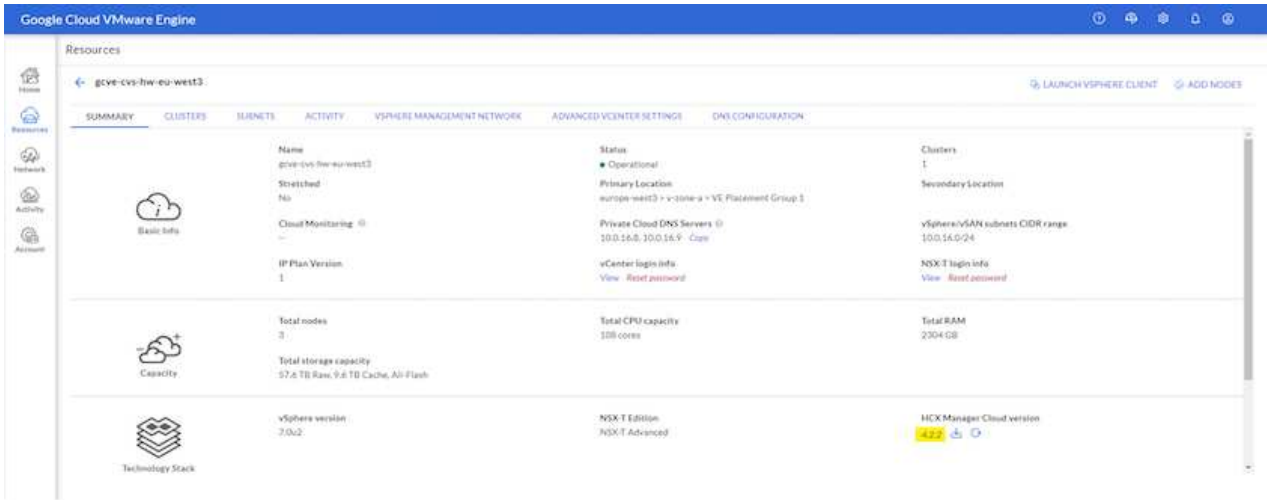 Google Cloud VMware Engine
Resources
gcve-cvs-hw-eu-west3
LAUNCH VSPHERE CLIENT ADD NODES
SUMMARY CLUSTERS SUBNETS ACTIVITY VSPHERE MANAGEMENT NETWORK ADVANCED VCENTER SETTINGS DNS CONFIGURATION
Home
Resources
Network
Activity
Account
Basic Info
Name Status Clusters
gcve-cvs-hw-eu-west3 Operational 1
Stretched Primary Location Secondary Location
No europe-west3 > v-zone-a > VE Placement Group 1
Cloud Monitoring Private Cloud DNS Servers vSphere/vSAN subnets CIDR range
-- 10.0.16.8, 10.0.16.9 Copy 10.0.16.0/24
IP Plan Version vCenter login info NSX-T login info
1 View Reset password View Reset password
Capacity
Total nodes Total CPU capacity Total RAM
3 108 cores 2304 GB
Total storage capacity
57.6 TB Raw, 9.6 TB Cache, All-Flash
Technology Stack
vSphere version NSX-T Edition HCX Manager Cloud version
7.0u2 NSX-T Advanced 4.2.2